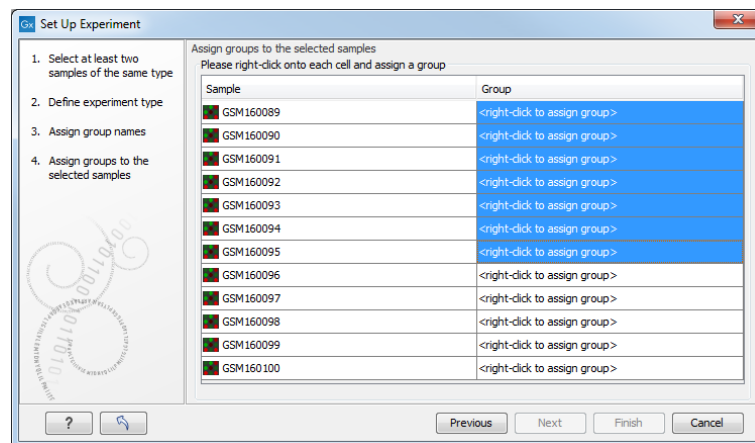 Gx Set Up Experiment
1. Select at least two
samples of the same type
2. Define experiment type
3. Assign group names
4. Assign groups to the
selected samples
Assign groups to the selected samples
Please right-click onto each cell and assign a group
Sample Group
GSM160089 <right-click to assign group>
GSM160090 <right-click to assign group>
GSM160091 <right-click to assign group>
GSM160092 <right-click to assign group>
GSM160093 <right-click to assign group>
GSM160094 <right-click to assign group>
GSM160095 <right-click to assign group>
GSM160096 <right-click to assign group>
GSM160097 <right-click to assign group>
GSM160098 <right-click to assign group>
GSM160099 <right-click to assign group>
GSM160100 <right-click to assign group>
? Previous Next Finish Cancel